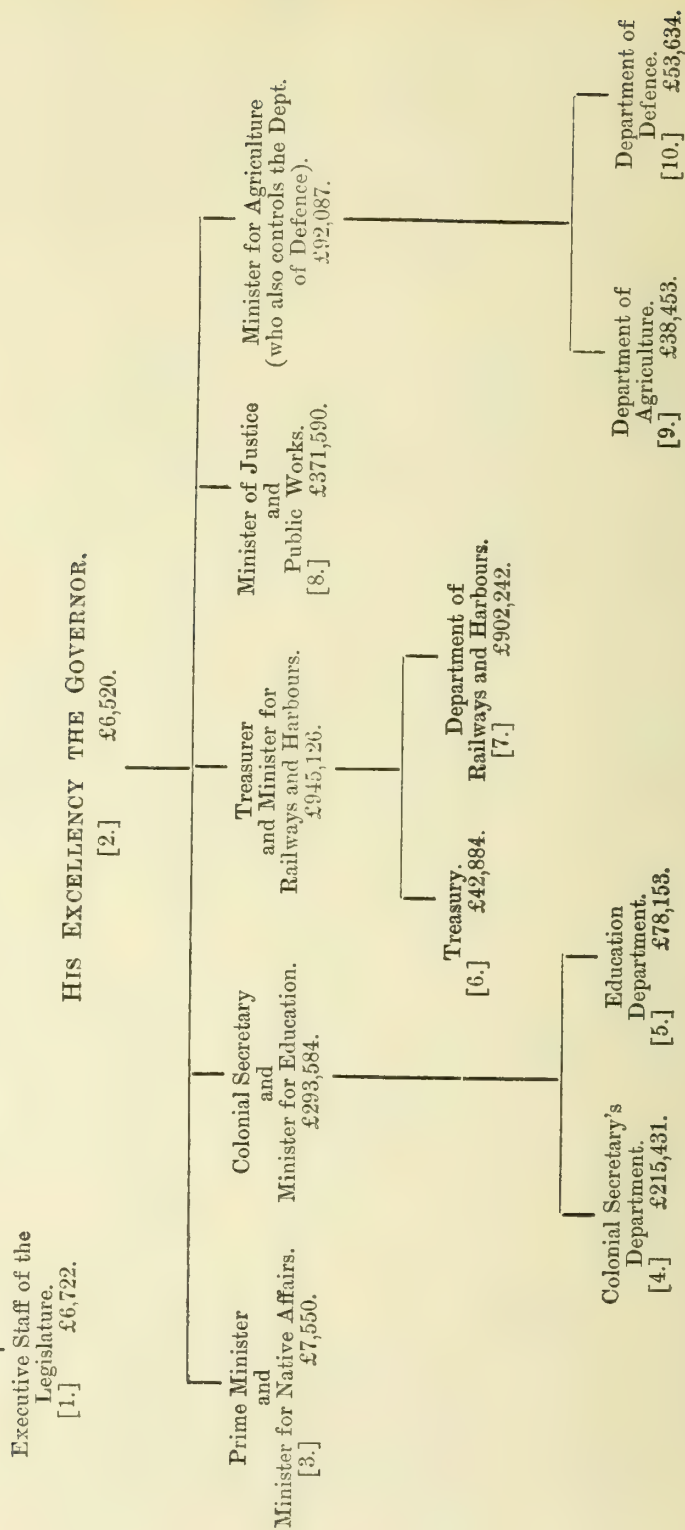 Executive Staff of the
Legislature.
[1.] £6,722.
HIS EXCELLENCY THE GOVERNOR.
[2.] £6,520.
Prime Minister
and
Minister for Native Affairs.
[3.] £7,550.
Colonial Secretary
and
Minister for Education.
£293,584.
Treasurer
and Minister for
Railways and Harbours.
£945,126.
Minister of Justice
and
Public Works.
[8.] £371,590.
Minister for Agriculture
(who also controls the Dept.
of Defence).
£92,087.
Treasury.
[6.] £42,884.
Department of
Railways and Harbours.
[7.] £902,242.
Colonial Secretary's
Department.
[4.] £215,431.
Education
Department.
[5.] £78,153.
Department of
Agriculture.
[9.] £38,453.
Department of
Defence.
[10.] £53,634.